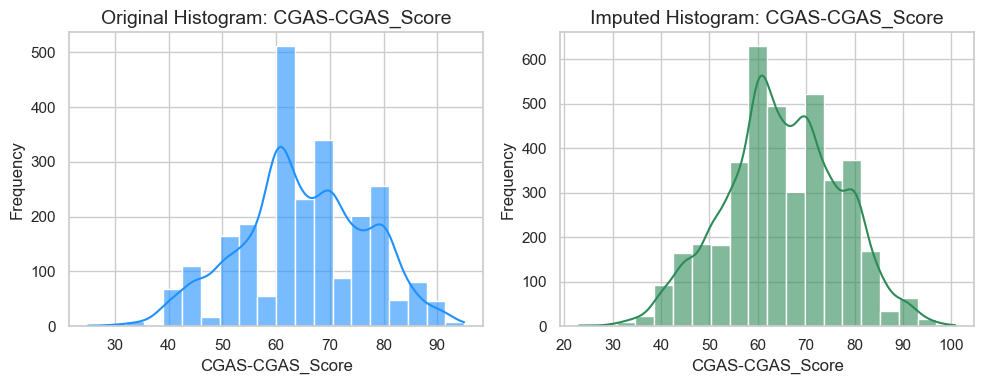 Original Histogram: CGAS-CGAS_Score
Frequency
500
400
300
200
100
0
30 40 50 60 70 80 90
CGAS-CGAS_Score
Imputed Histogram: CGAS-CGAS_Score
Frequency
600
500
400
300
200
100
0
20 30 40 50 60 70 80 90 100
CGAS-CGAS_Score